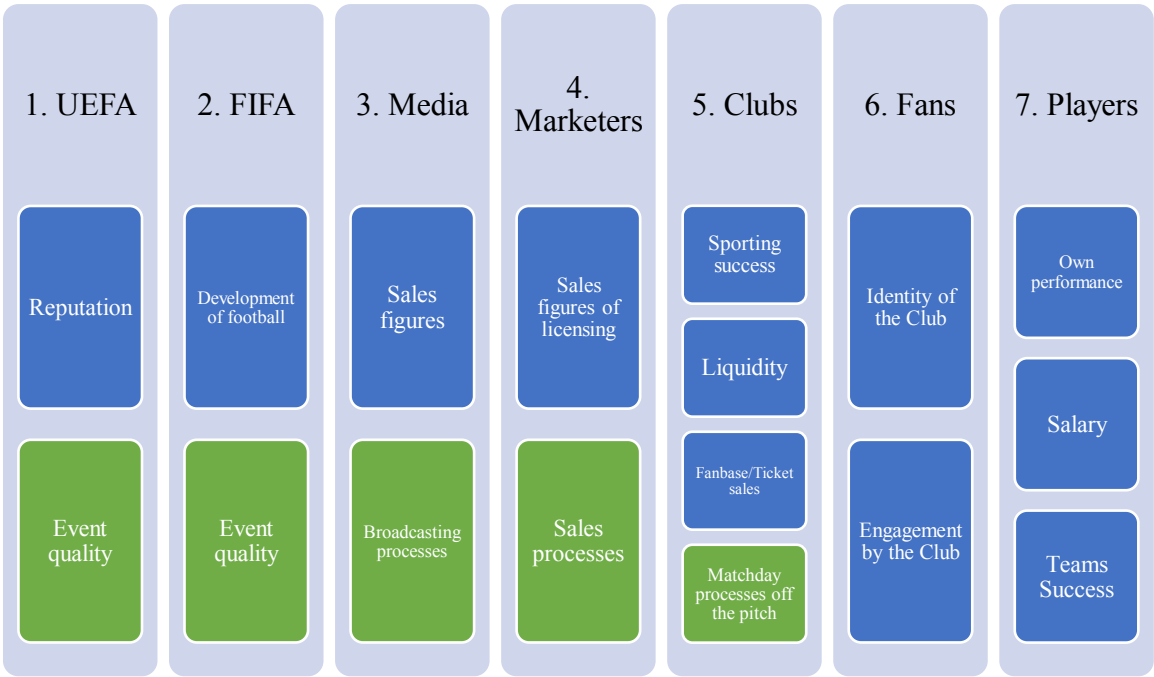 1. UEFA
Reputation
Event
quality
2. FIFA
Development
of football
Event
quality
3. Media
Sales
figures
Broadcasting
processes
4.
Marketers
Sales
figures of
licensing
Sales
processes
5. Clubs
Sporting
success
Liquidity
Fanbase/Ticket
sales
Matchday
processes off
the pitch
6. Fans
Identity of
the Club
Engagement
by the Club
7. Players
Own
performance
Salary
Teams
Success